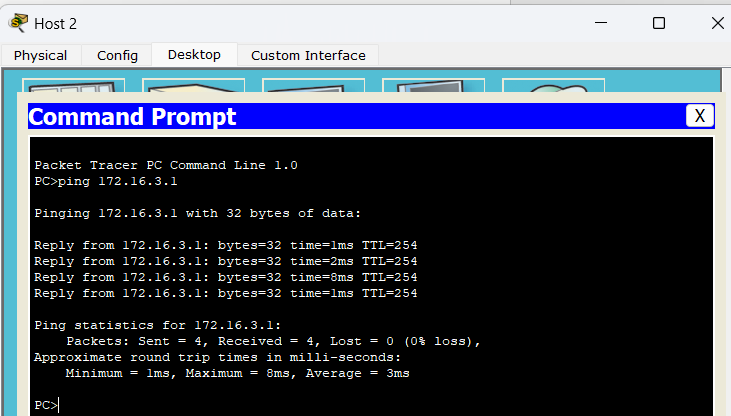 Host 2
Physical Config Desktop Custom Interface
Command Prompt X
Packet Tracer PC Command Line 1.0
PC>ping 172.16.3.1
Pinging 172.16.3.1 with 32 bytes of data:
Reply from 172.16.3.1: bytes=32 time=1ms TTL=254
Reply from 172.16.3.1: bytes=32 time=2ms TTL=254
Reply from 172.16.3.1: bytes=32 time=8ms TTL=254
Reply from 172.16.3.1: bytes=32 time=1ms TTL=254
Ping statistics for 172.16.3.1:
Packets: Sent = 4, Received = 4, Lost = 0 (0% loss),
Approximate round trip times in milli-seconds:
Minimum = 1ms, Maximum = 8ms, Average = 3ms
PC>